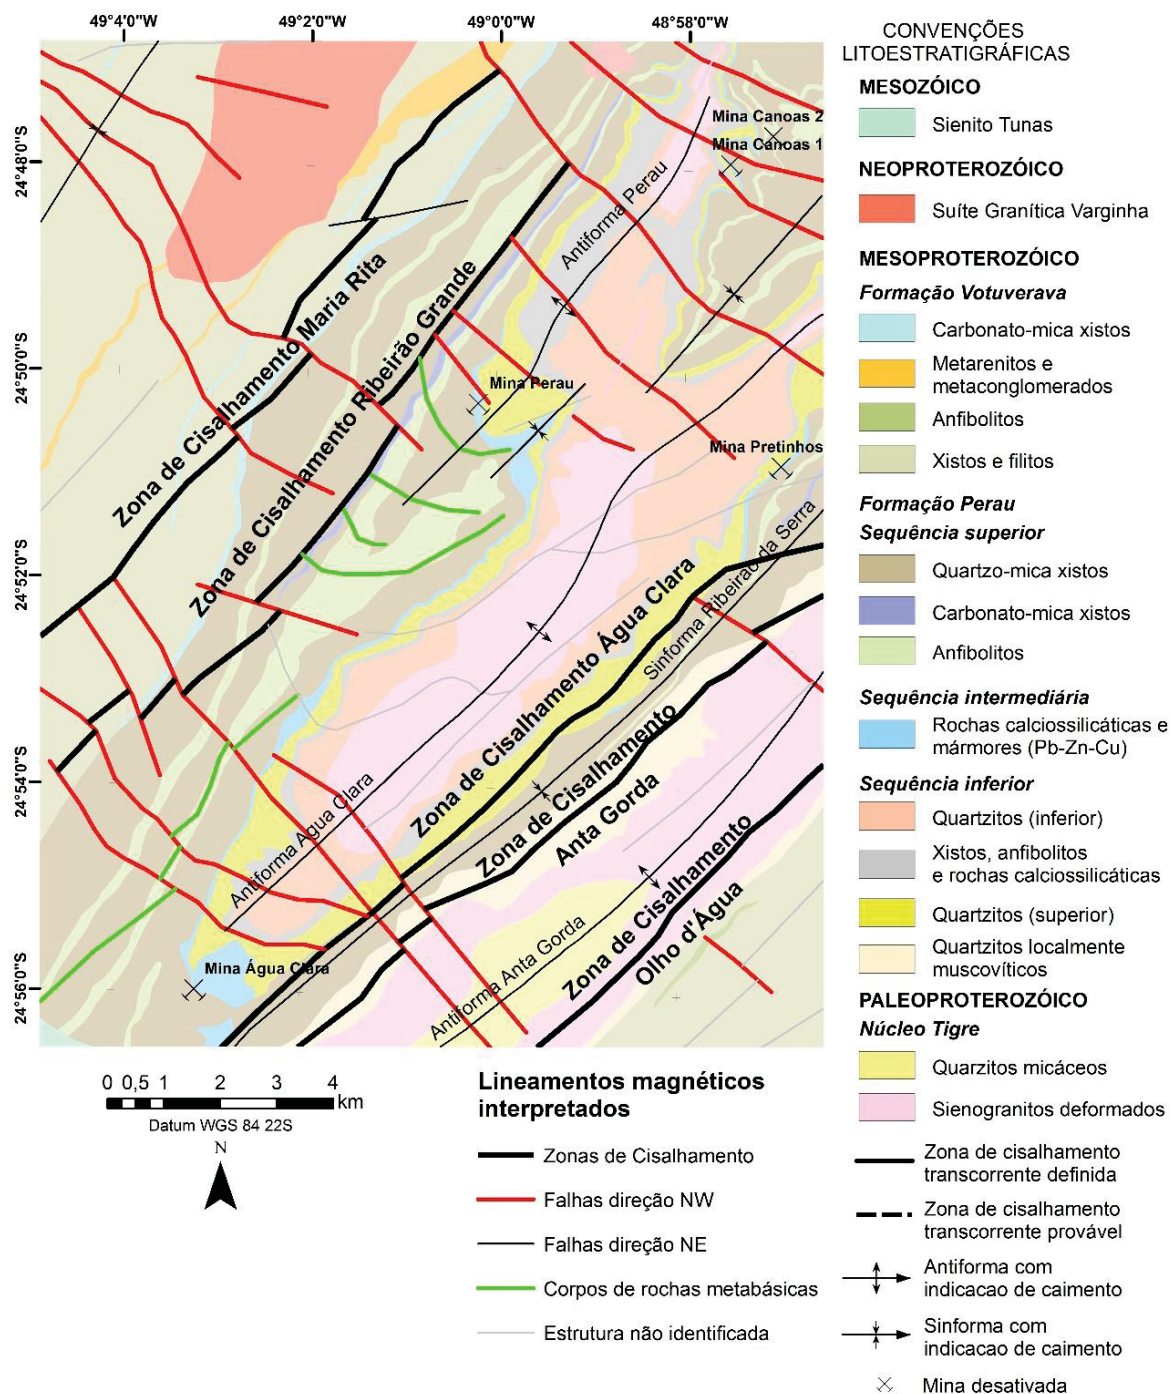 49°4'0"W
49°2'0"W
49°0'0"W
48°58'0"W
24°48'0"S
24°50'0"S
24°52'0"S
24°54'0"S
24°56'0"S
Mina Canoas 2
Mina Canoas 1
Antiforma Perau
Zona de Cisalhamento Maria Rita
Zona de Cisalhamento Ribeirão Grande
Mina Perau
Mina Pretinhos
Zona de Cisalhamento Água Clara
Sinforma Ribeirao da Serra
Antiforma Agua Clara
Zona de Cisalhamento
Anta Gorda
Zona de Cisalhamento
Olho d'Água
Antiforma Anta Gorda
Mina Água Clara
0 0,5 1 2 3 4
km
Datum WGS 84 22S
N
Lineamentos magnéticos
interpretados
Zonas de Cisalhamento
Falhas direção NW
Falhas direção NE
Corpos de rochas metabásicas
Estrutura não identificada
CONVENÇÕES
LITOESTRATIGRÁFICAS
MESOZÓICO
Sienito Tunas
NEOPROTEROZÓICO
Suíte Granítica Varginha
MESOPROTEROZÓICO
Formação Votuverava
Carbonato-mica xistos
Metarenitos e
metaconglomerados
Anfibolitos
Xistos e filitos
Formação Perau
Sequência superior
Quartzo-mica xistos
Carbonato-mica xistos
Anfibolitos
Sequência intermediária
Rochas calciossilicáticas e
mármores (Pb-Zn-Cu)
Sequência inferior
Quartzitos (inferior)
Xistos, anfibolitos
e rochas calciossilicáticas
Quartzitos (superior)
Quartzitos localmente
muscovíticos
PALEOPROTEROZÓICO
Núcleo Tigre
Quarzitos micáceos
Sienogranitos deformados
Zona de cisalhamento
transcorrente definida
Zona de cisalhamento
transcorrente provável
Antiforma com
indicacao de caimento
Sinforma com
indicacao de caimento
Mina desativada